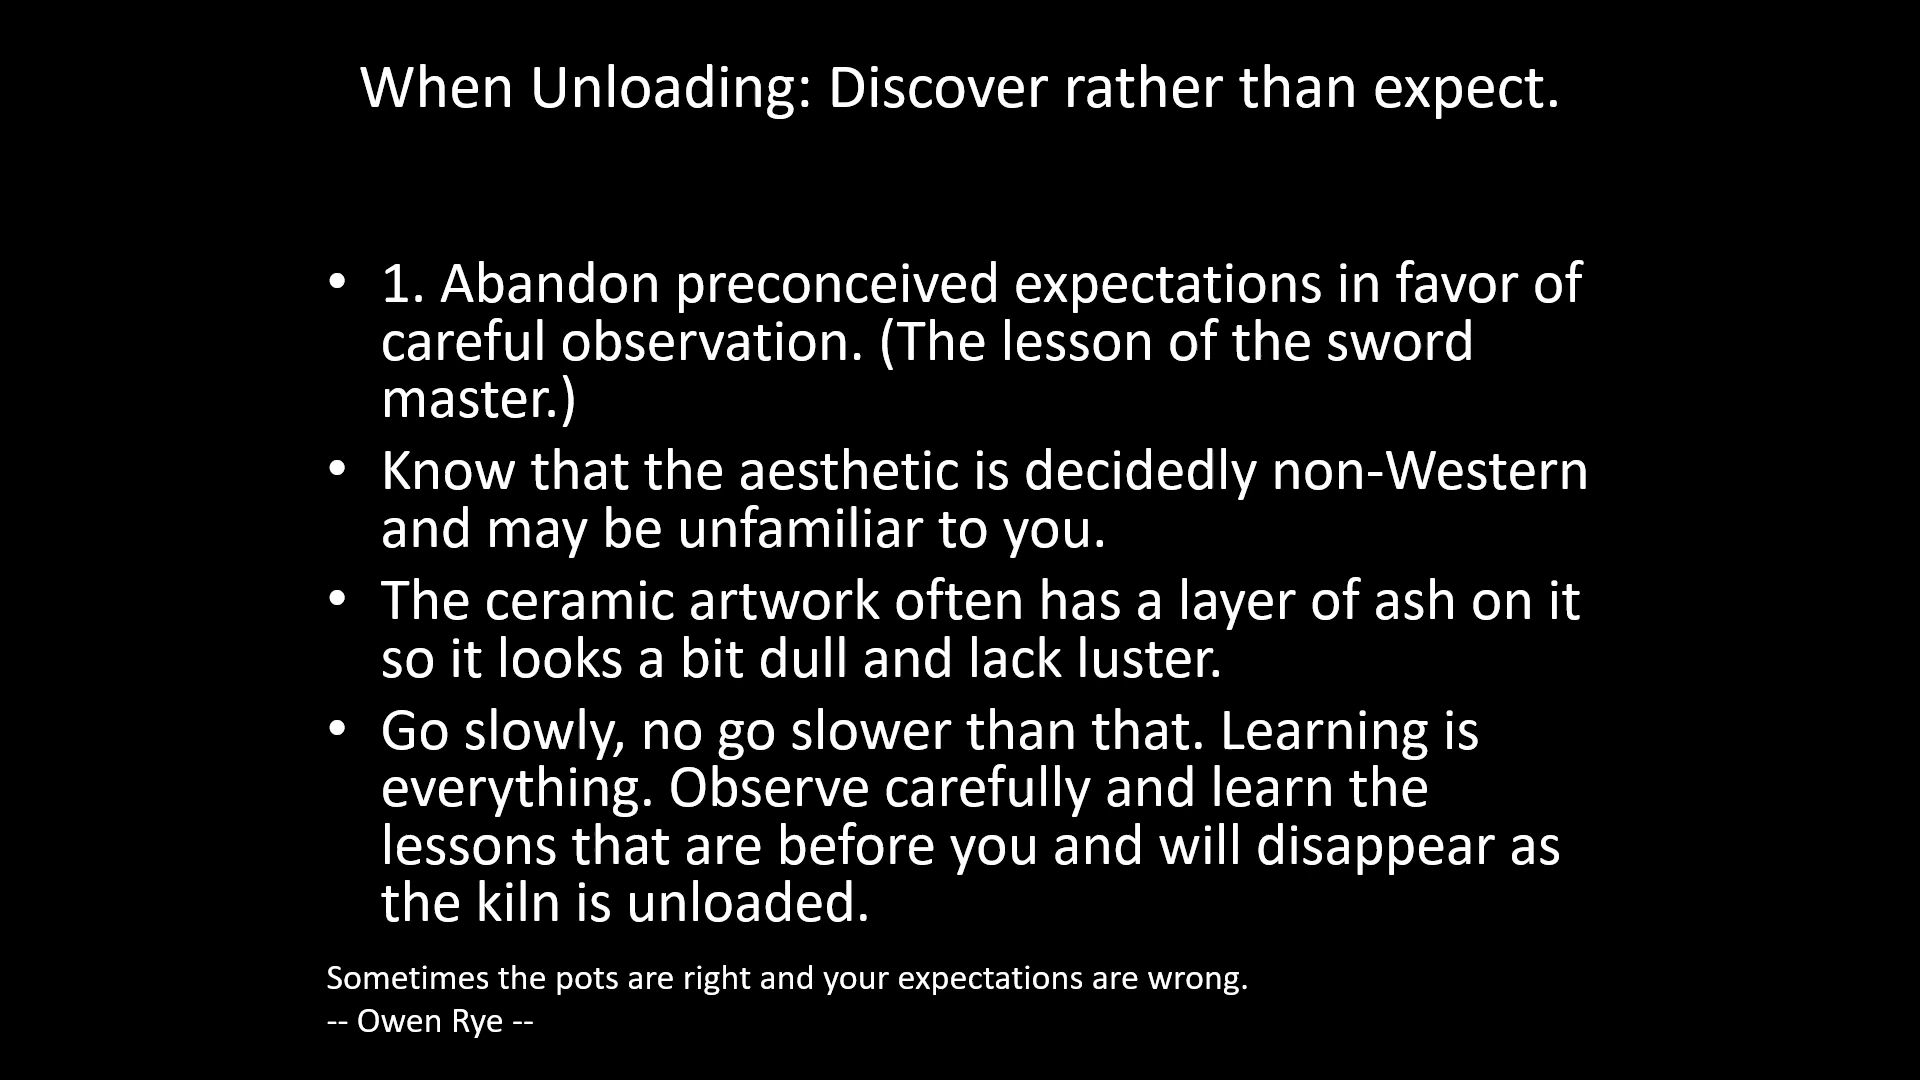 When Unloading: Discover rather than expect.
• 1. Abandon preconceived expectations in favor of
careful observation. (The lesson of the sword
master.)
• Know that the aesthetic is decidedly non-Western
and may be unfamiliar to you.
• The ceramic artwork often has a layer of ash on it
so it looks a bit dull and lack luster.
• Go slowly, no go slower than that. Learning is
everything. Observe carefully and learn the
lessons that are before you and will disappear as
the kiln is unloaded.
Sometimes the pots are right and your expectations are wrong.
-- Owen Rye --